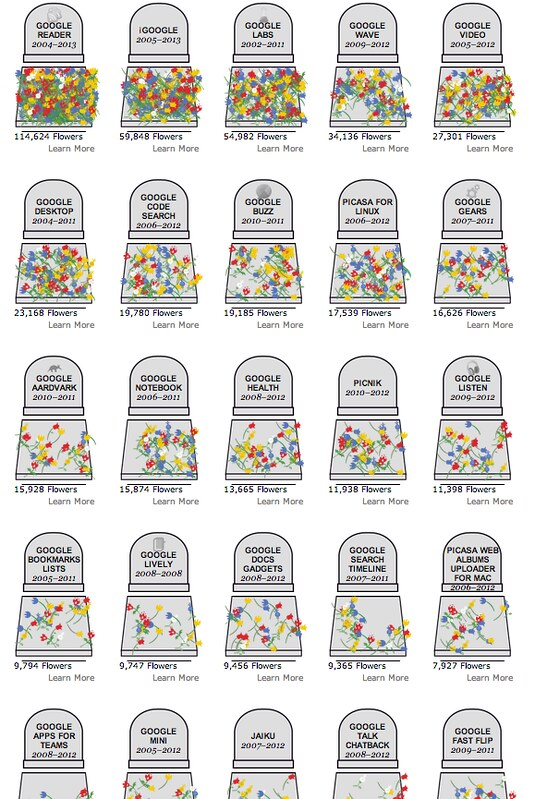 GOOGLE
READER
2004–2013
114,624 Flowers
Learn More
iGOOGLE
2005–2013
59,848 Flowers
Learn More
GOOGLE
LABS
2002–2011
54,982 Flowers
Learn More
GOOGLE
WAVE
2009–2012
34,136 Flowers
Learn More
GOOGLE
VIDEO
2005–2012
27,301 Flowers
Learn More
GOOGLE
DESKTOP
2004–2011
23,168 Flowers
Learn More
GOOGLE
CODE
SEARCH
2006–2012
19,780 Flowers
Learn More
GOOGLE
BUZZ
2010–2011
19,185 Flowers
Learn More
PICASA FOR
LINUX
2006–2012
17,539 Flowers
Learn More
GOOGLE
GEARS
2007–2011
16,626 Flowers
Learn More
GOOGLE
AARDVARK
2010–2011
15,928 Flowers
Learn More
GOOGLE
NOTEBOOK
2006–2011
15,874 Flowers
Learn More
GOOGLE
HEALTH
2008–2012
13,665 Flowers
Learn More
PICNIK
2010–2012
11,938 Flowers
Learn More
GOOGLE
LISTEN
2009–2012
11,398 Flowers
Learn More
GOOGLE
BOOKMARKS
LISTS
2005–2011
9,794 Flowers
Learn More
GOOGLE
LIVELY
2008–2008
9,747 Flowers
Learn More
GOOGLE
DOCS
GADGETS
2008–2012
9,456 Flowers
Learn More
GOOGLE
SEARCH
TIMELINE
2007–2011
9,365 Flowers
Learn More
PICASA WEB
ALBUMS
UPLOADER
FOR MAC
2006–2012
7,927 Flowers
Learn More
GOOGLE
APPS FOR
TEAMS
2008–2012
GOOGLE
MINI
2005–2012
JAIKU
2007–2012
GOOGLE
TALK
CHATBACK
2008–2012
GOOGLE
FAST FLIP
2009–2011